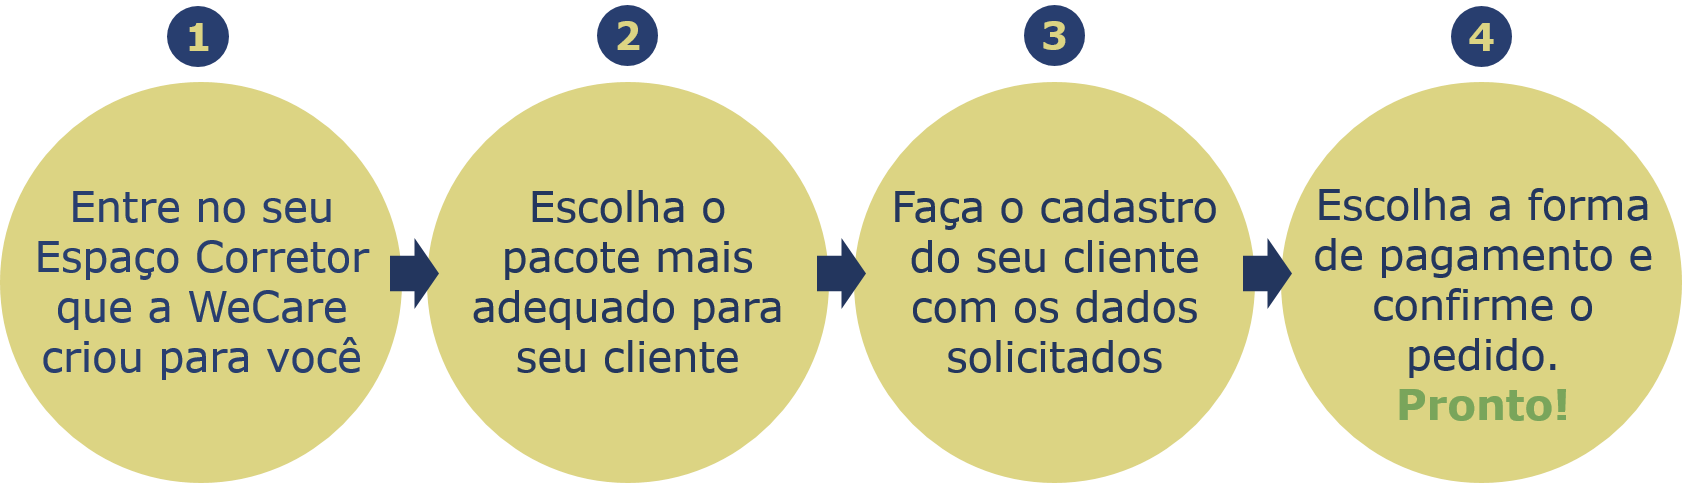 1
Entre no seu
Espaço Corretor
que a WeCare
criou para você
2
Escolha o
pacote mais
adequado para
seu cliente
3
Faça o cadastro
do seu cliente
com os dados
solicitados
4
Escolha a forma
de pagamento e
confirme o
pedido.
Pronto!